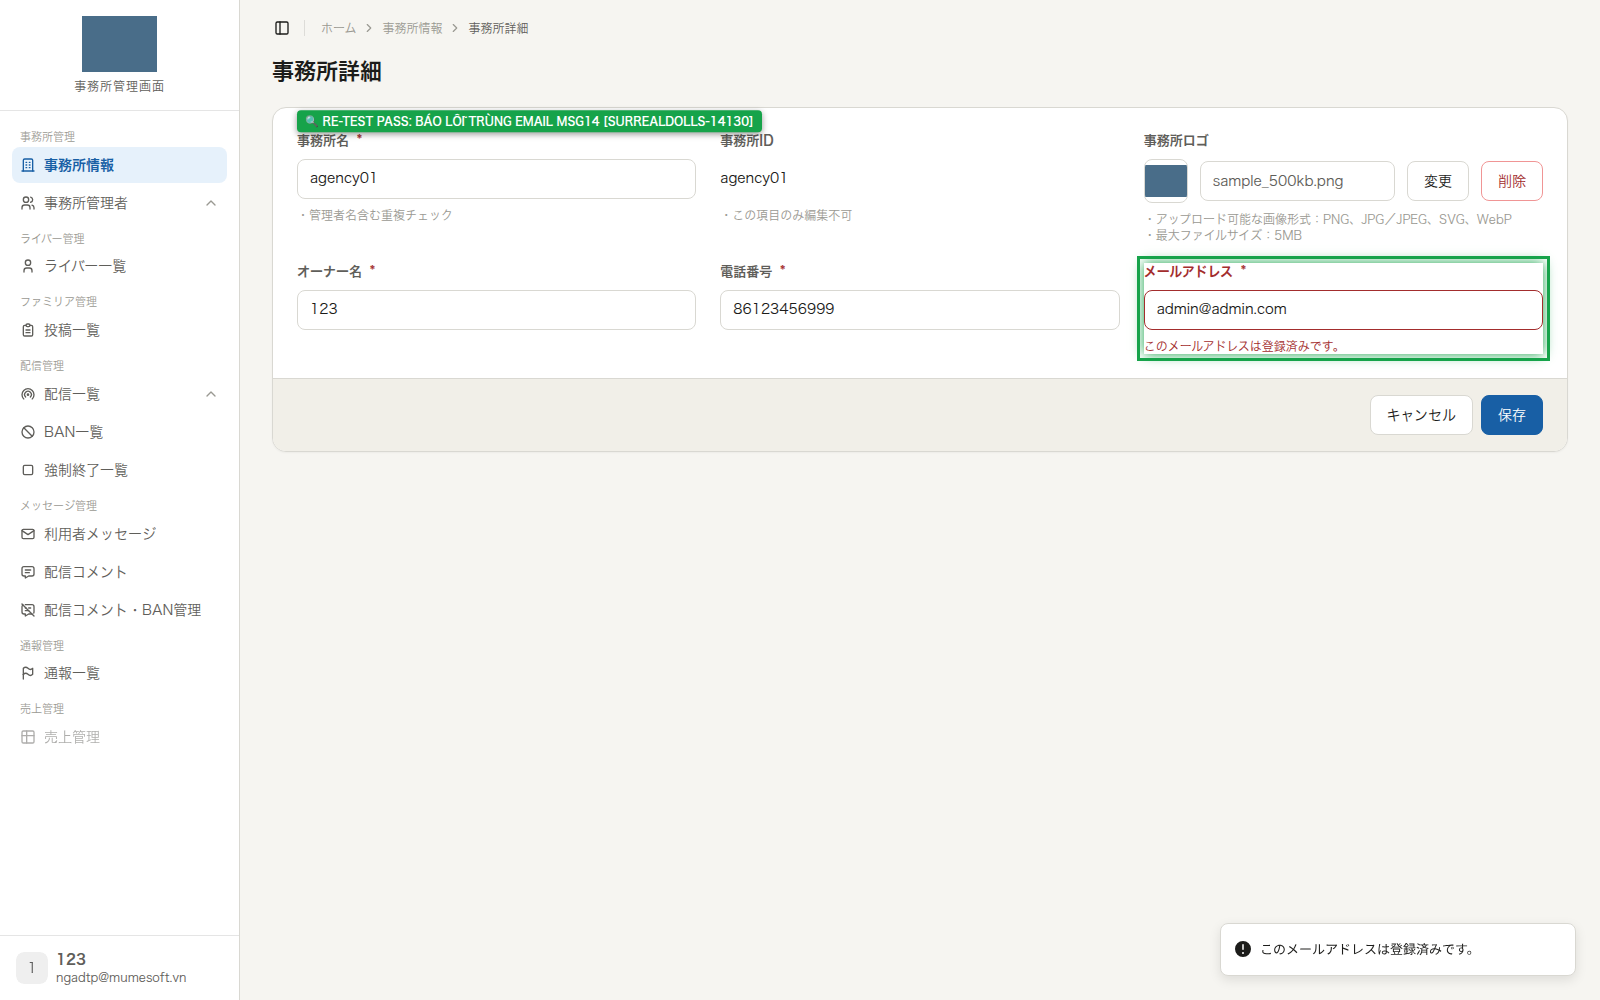 事務所管理画面
事務所管理
事務所情報
事務所管理者
ライバー管理
ライバー一覧
ファミリア管理
投稿一覧
配信管理
配信一覧
BAN一覧
強制終了一覧
メッセージ管理
利用者メッセージ
配信コメント
配信コメント・BAN管理
通報管理
通報一覧
売上管理
売上管理
1
123
ngadtp@mumesoft.vn
ホーム > 事務所情報 > 事務所詳細
事務所詳細
🔍 RE-TEST PASS: BÁO LỖI TRÙNG EMAIL MSG14 [SURREALDOLLS-14130]
事務所名 *
agency01
・管理者名含む重複チェック
事務所ID
agency01
・この項目のみ編集不可
事務所ロゴ
sample_500kb.png
変更
削除
・アップロード可能な画像形式：PNG、JPG／JPEG、SVG、WebP
・最大ファイルサイズ：5MB
オーナー名 *
123
電話番号 *
86123456999
メールアドレス *
admin@admin.com
このメールアドレスは登録済みです。
キャンセル
保存
このメールアドレスは登録済みです。